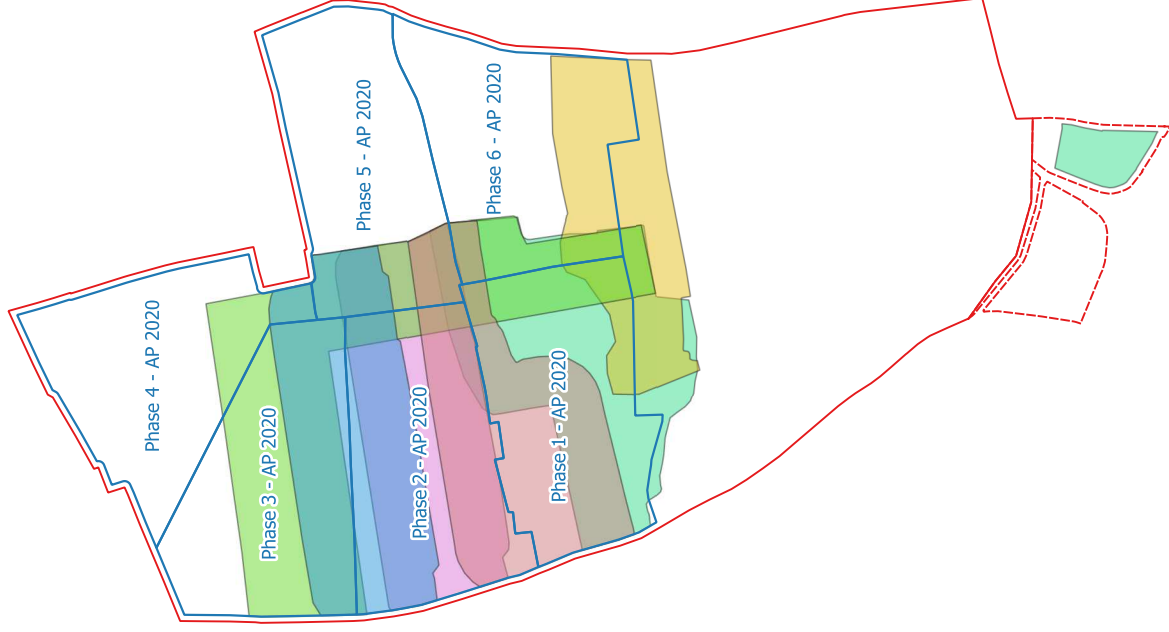 Phase 5 - AP 2020
Phase 6 - AP 2020
Phase 4 - AP 2020
Phase 3 - AP 2020
Phase 2 - AP 2020
Phase 1 - AP 2020